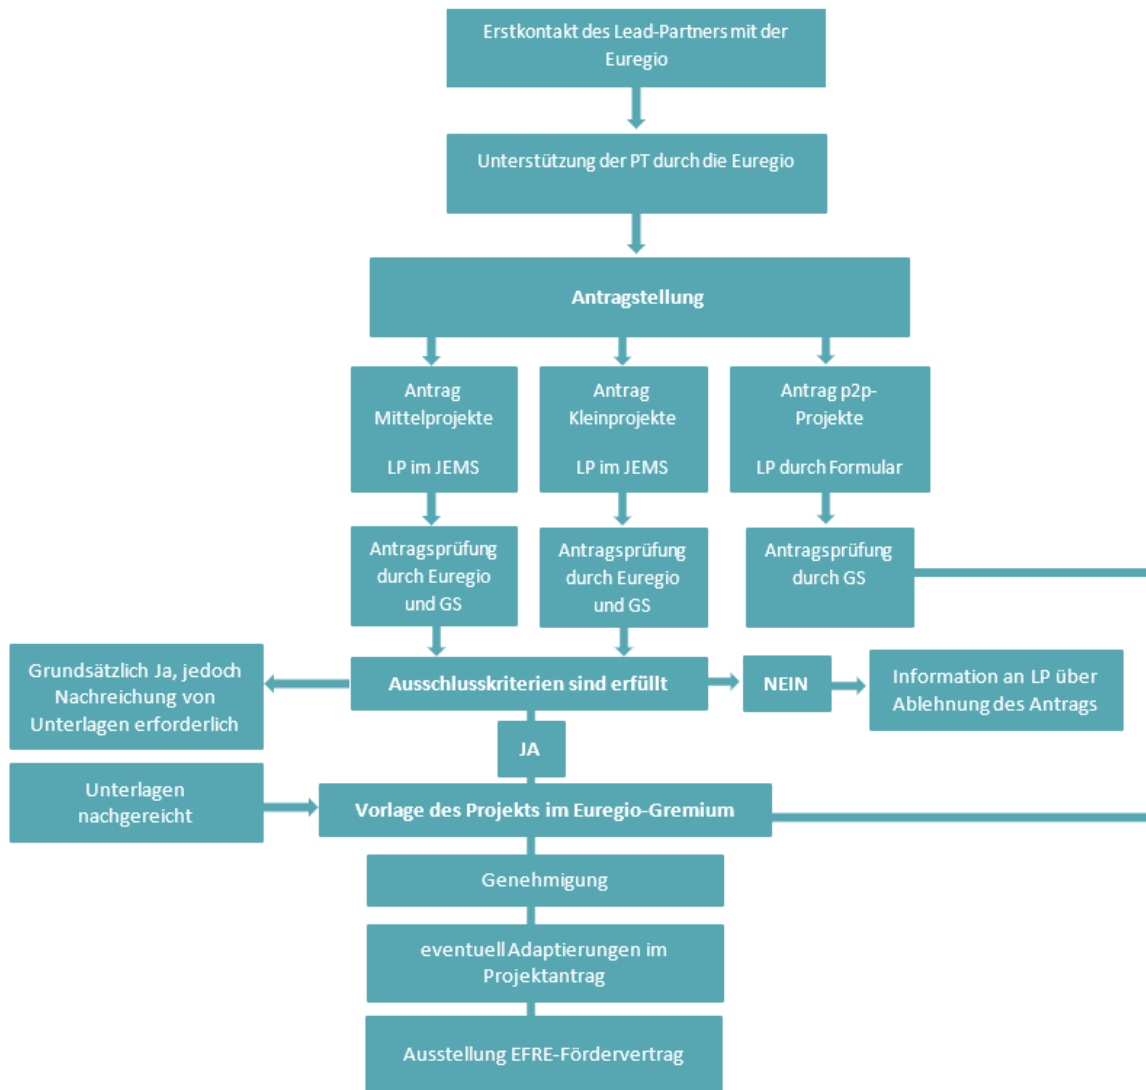 Erstkontakt des Lead-Partners mit der
Euregio
Unterstützung der PT durch die Euregio
Antragstellung
Antrag
Mittelprojekte
LP im JEMS
Antrag
Kleinprojekte
LP im JEMS
Antrag p2p-
Projekte
LP durch Formular
Antragsprüfung
durch Euregio
und GS
Antragsprüfung
durch Euregio
und GS
Antragsprüfung
durch GS
Grundsätzlich Ja, jedoch
Nachreichung von
Unterlagen erforderlich
Ausschlusskriterien sind erfüllt
NEIN
Information an LP über
Ablehnung des Antrags
JA
Unterlagen
nachgereicht
Vorlage des Projekts im Euregio-Gremium
Genehmigung
eventuell Adaptierungen im
Projektantrag
Ausstellung EFRE-Fördervertrag